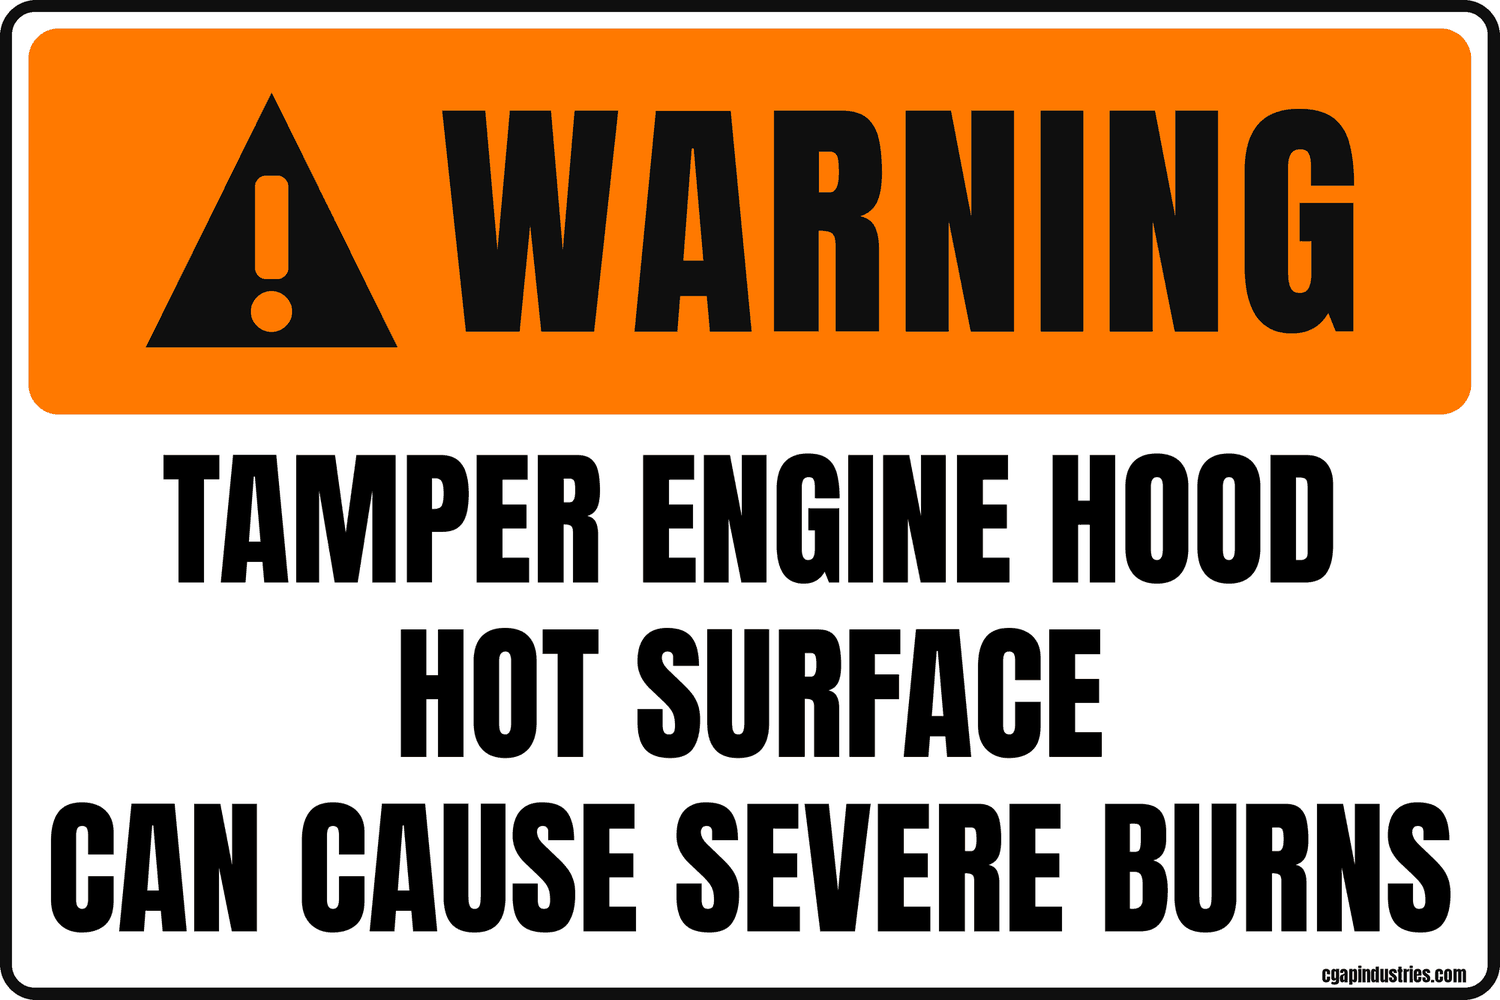 WARNING
TAMPER ENGINE HOOD
HOT SURFACE
CAN CAUSE SEVERE BURNS
cgapindustries.com